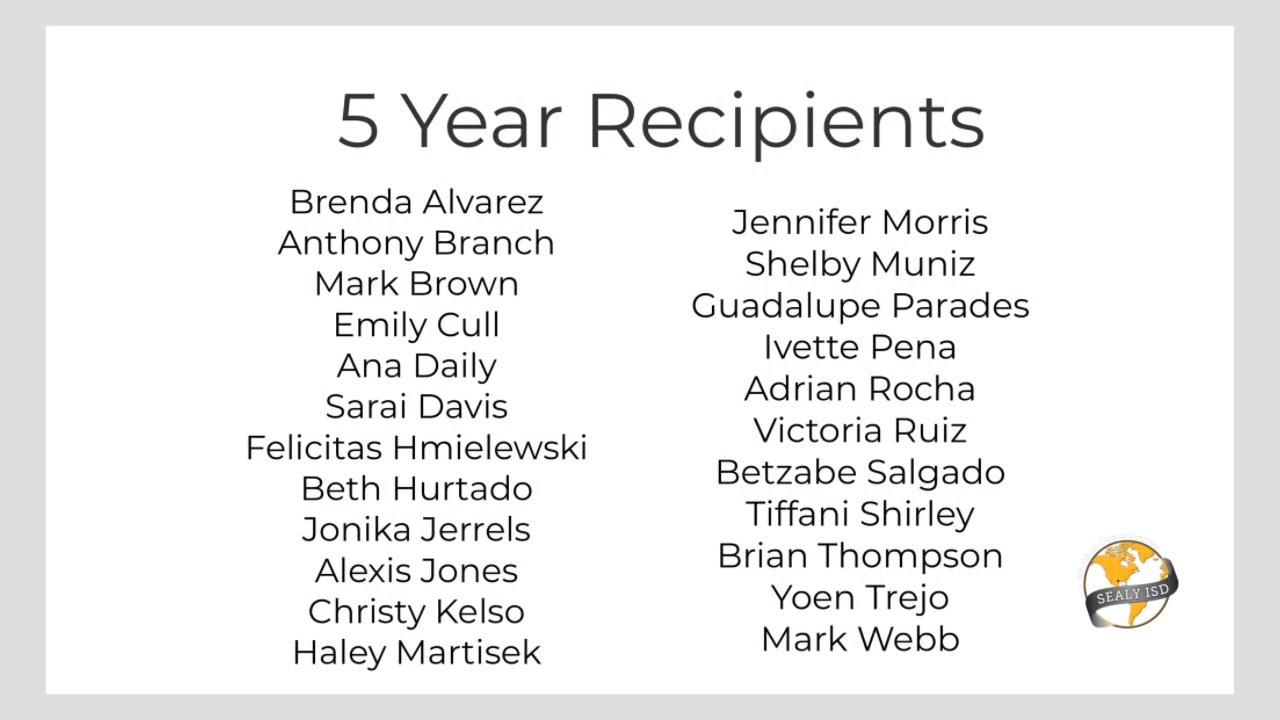 5 Year Recipients
Brenda Alvarez
Anthony Branch
Mark Brown
Emily Cull
Ana Daily
Sarai Davis
Felicitas Hmielewski
Beth Hurtado
Jonika Jerrels
Alexis Jones
Christy Kelso
Haley Martisek
Jennifer Morris
Shelby Muniz
Guadalupe Parades
Ivette Pena
Adrian Rocha
Victoria Ruiz
Betzabe Salgado
Tiffani Shirley
Brian Thompson
Yoen Trejo
Mark Webb
SEALY ISD